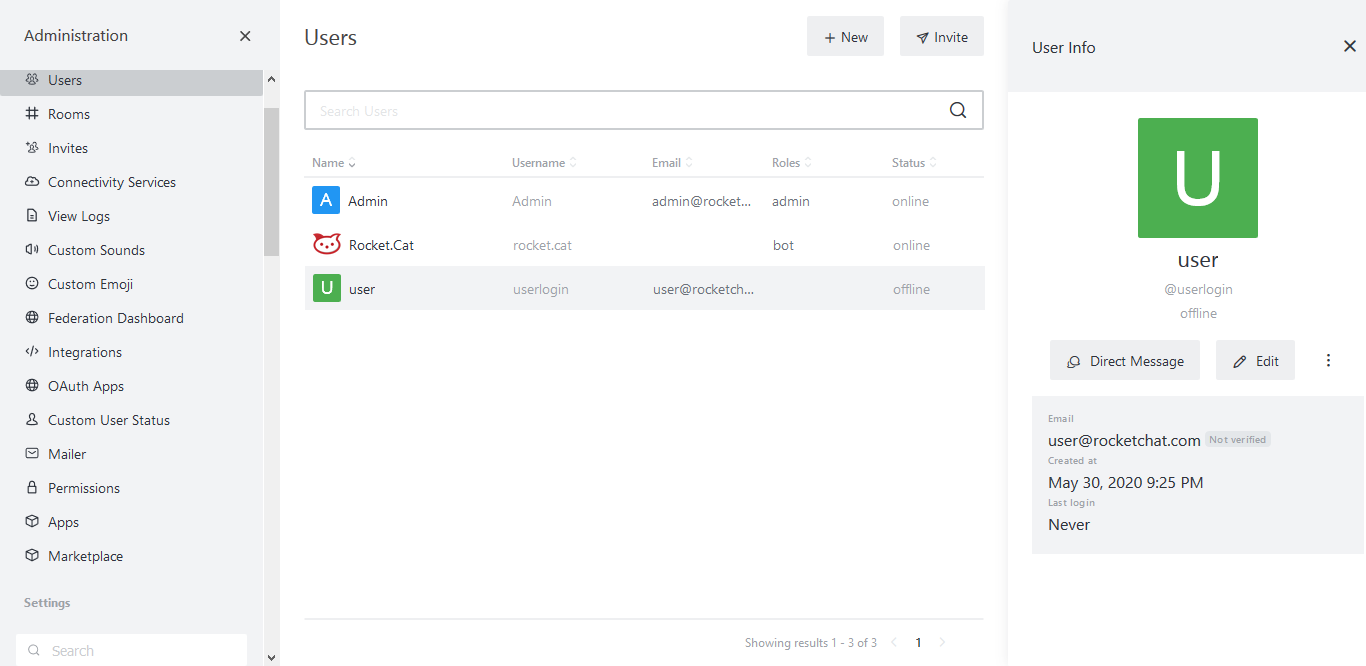 Administration
Users
Rooms
Invites
Connectivity Services
View Logs
Custom Sounds
Custom Emoji
Federation Dashboard
Integrations
OAuth Apps
Custom User Status
Mailer
Permissions
Apps
Marketplace
Settings
Search
Users
New
Invite
Search Users
Name Username Email Roles Status
A Admin Admin admin@rocket... admin online
Rocket.Cat rocket.cat bot online
U user userlogin user@rocketch... offline
Showing results 1 - 3 of 3 1
User Info
U
user
@userlogin
offline
Direct Message Edit
Email
user@rocketchat.com Not verified
Created at
May 30, 2020 9:25 PM
Last login
Never